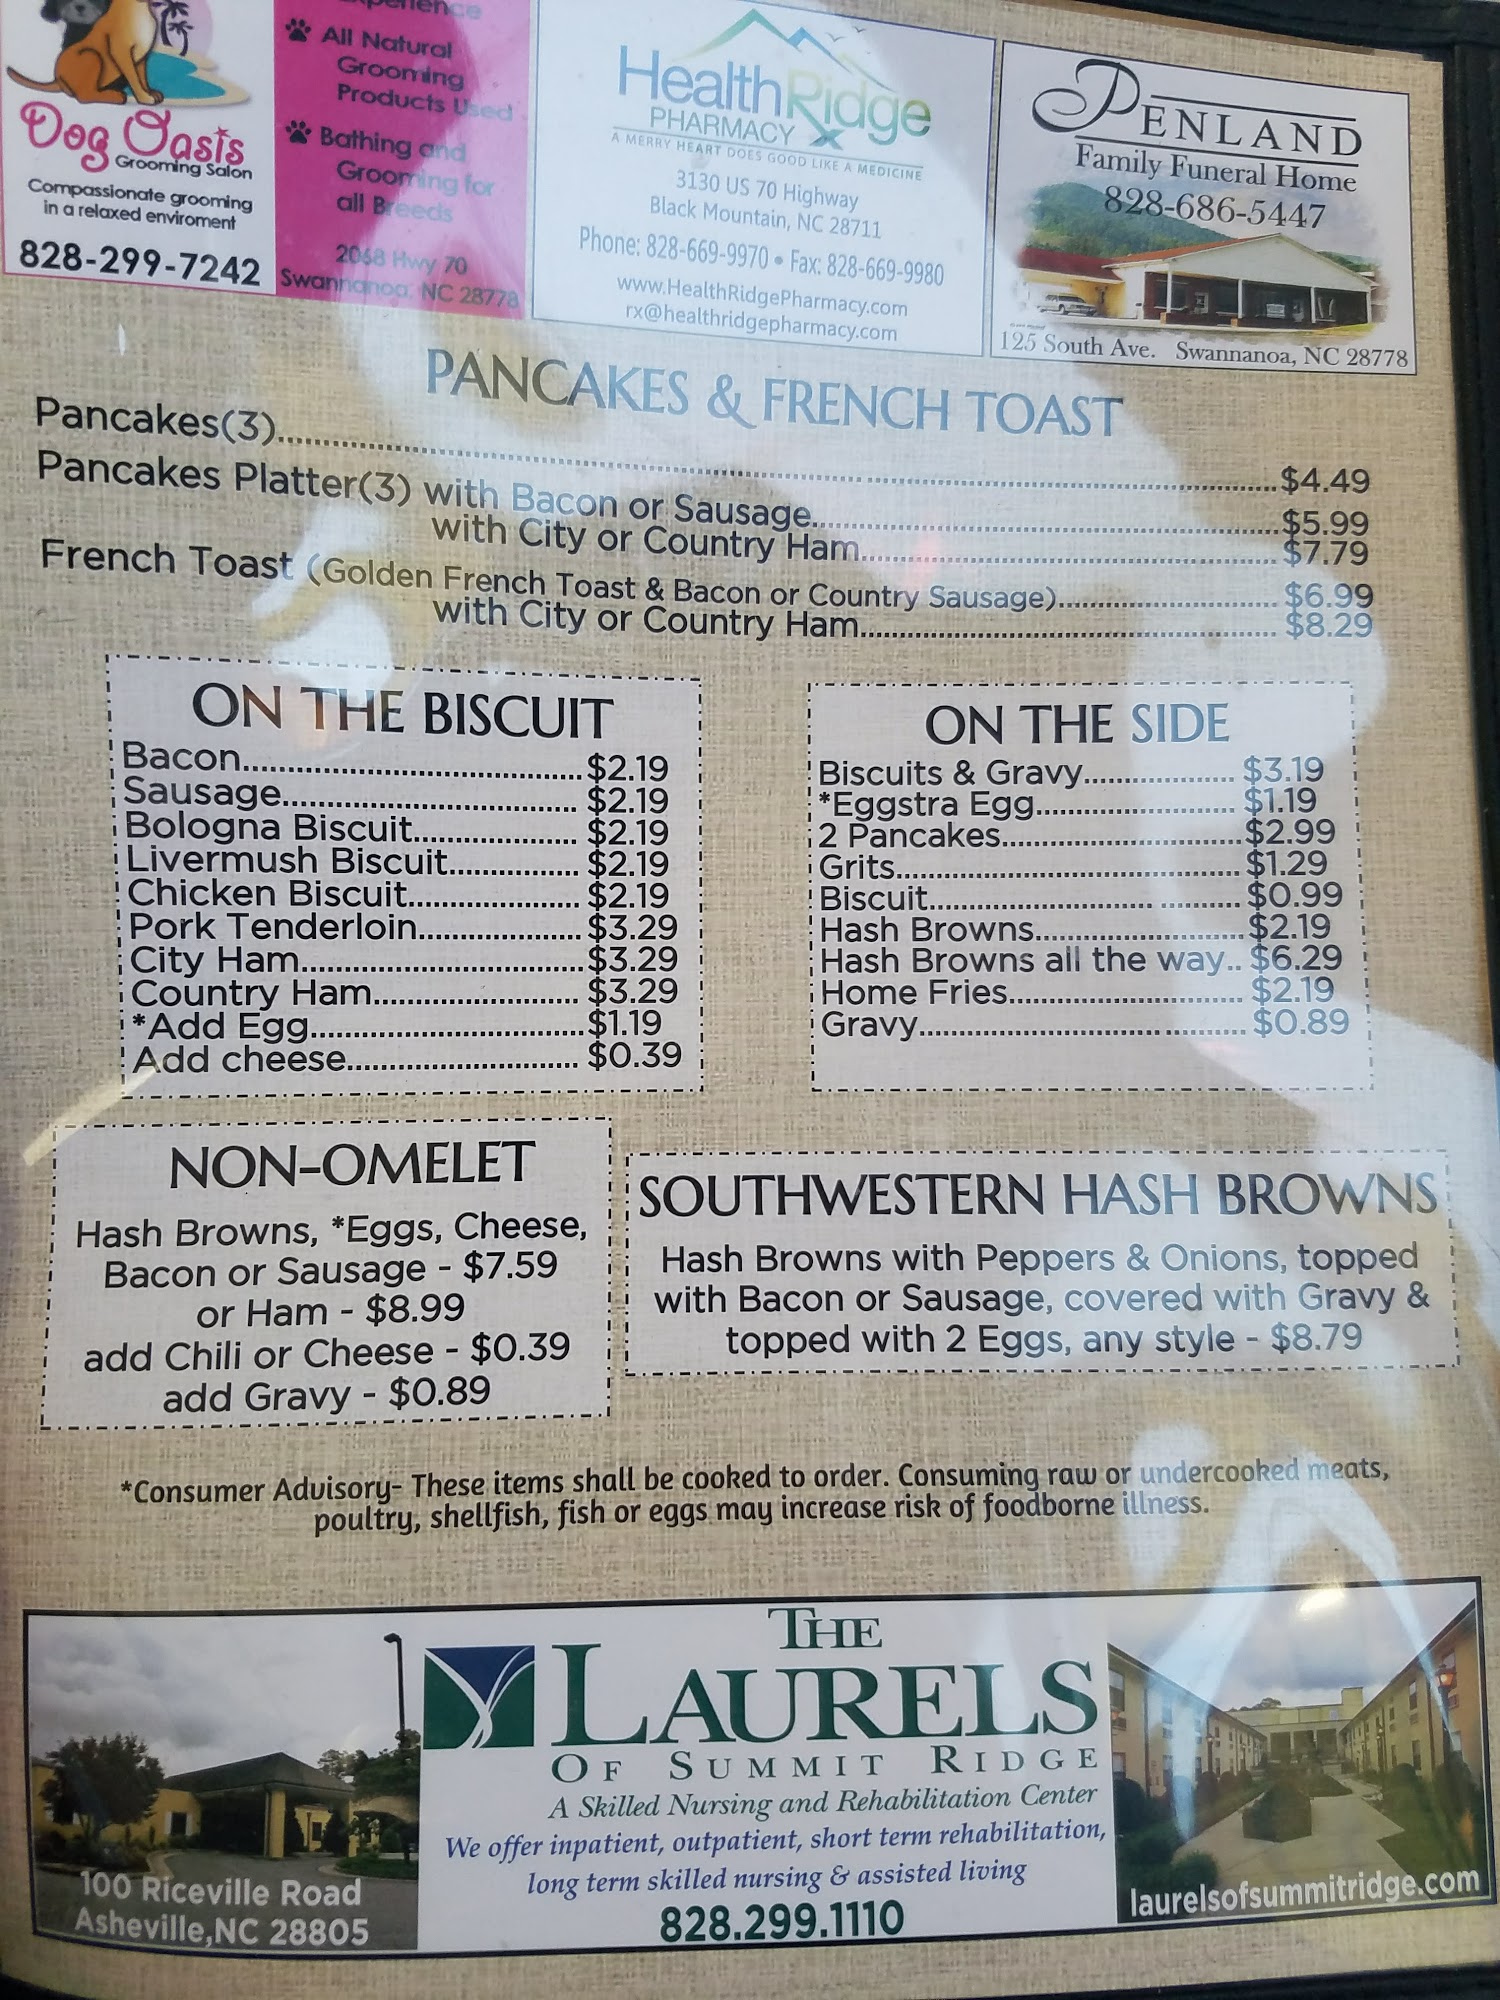 Dog Oasis
Grooming Salon
Compassionate grooming
in a relaxed enviroment
828-299-7242
All Natural
Grooming
Products Used
Bathing and
Grooming for
all Breeds
2068 Hwy 70
Swannanoa, NC 28778
HealthRidge
PHARMACY
A MERRY HEART DOES GOOD LIKE A MEDICINE
3130 US 70 Highway
Black Mountain, NC 28711
Phone: 828-669-9970 • Fax: 828-669-9980
www.HealthRidgePharmacy.com
rx@healthridgepharmacy.com
PENLAND
Family Funeral Home
828-686-5447
125 South Ave. Swannanoa, NC 28778
PANCAKES & FRENCH TOAST
Pancakes(3)........ $4.49
Pancakes Platter(3) with Bacon or Sausage........ $5.99
with City or Country Ham........ $7.79
French Toast (Golden French Toast & Bacon or Country Sausage)........ $6.99
with City or Country Ham........ $8.29
ON THE BISCUIT
Bacon........ $2.19
Sausage........ $2.19
Bologna Biscuit........ $2.19
Livermush Biscuit........ $2.19
Chicken Biscuit........ $2.19
Pork Tenderloin........ $3.29
City Ham........ $3.29
Country Ham........ $3.29
*Add Egg........ $1.19
Add cheese........ $0.39
ON THE SIDE
Biscuits & Gravy........ $3.19
*Eggstra Egg........ $1.19
2 Pancakes........ $2.99
Grits........ $1.29
Biscuit........ $0.99
Hash Browns........ $2.19
Hash Browns all the way.. $6.29
Home Fries........ $2.19
Gravy........ $0.89
NON-OMELET
Hash Browns, *Eggs, Cheese,
Bacon or Sausage - $7.59
or Ham - $8.99
add Chili or Cheese - $0.39
add Gravy - $0.89
SOUTHWESTERN HASH BROWNS
Hash Browns with Peppers & Onions, topped
with Bacon or Sausage, covered with Gravy &
topped with 2 Eggs, any style - $8.79
*Consumer Advisory- These items shall be cooked to order. Consuming raw or undercooked meats,
poultry, shellfish, fish or eggs may increase risk of foodborne illness.
100 Riceville Road
Asheville,NC 28805
THE
LAURELS
OF SUMMIT RIDGE
A Skilled Nursing and Rehabilitation Center
We offer inpatient, outpatient, short term rehabilitation,
long term skilled nursing & assisted living
828.299.1110
laurelsofsummitridge.com